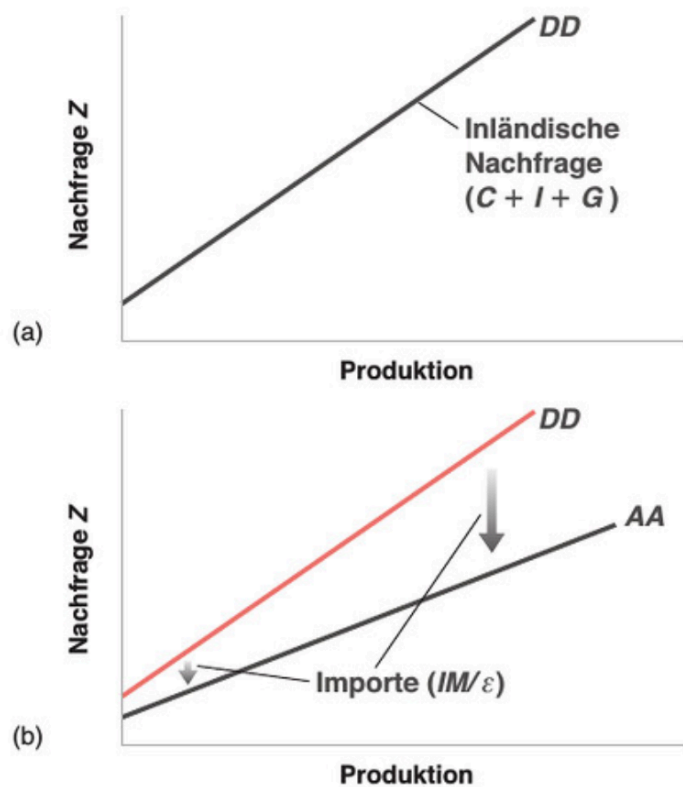 DD
Inländische
Nachfrage
(C + I + G)
Nachfrage Z
(a)
Produktion
DD
AA
Nachfrage Z
Importe (IM/ε)
(b)
Produktion